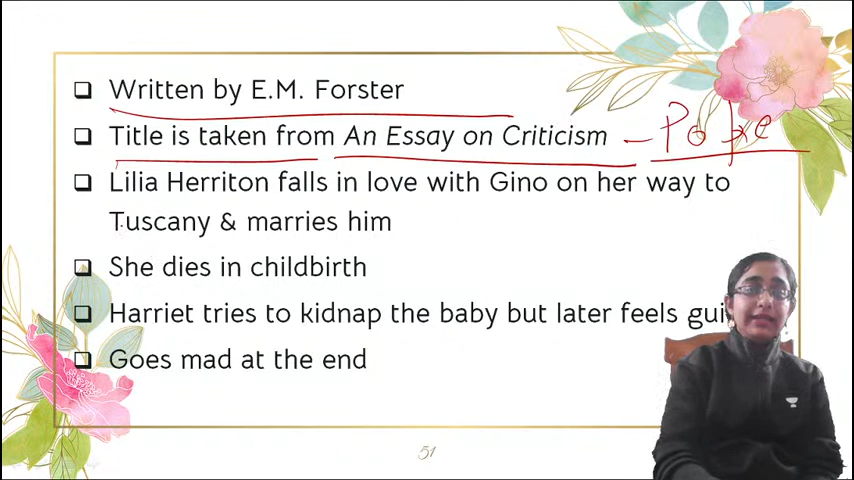 Written by E.M. Forster
Title is taken from An Essay on Criticism – Pope
Lilia Herriton falls in love with Gino on her way to
Tuscany & marries him
She dies in childbirth
Harriet tries to kidnap the baby but later feels
Goes mad at the end
51